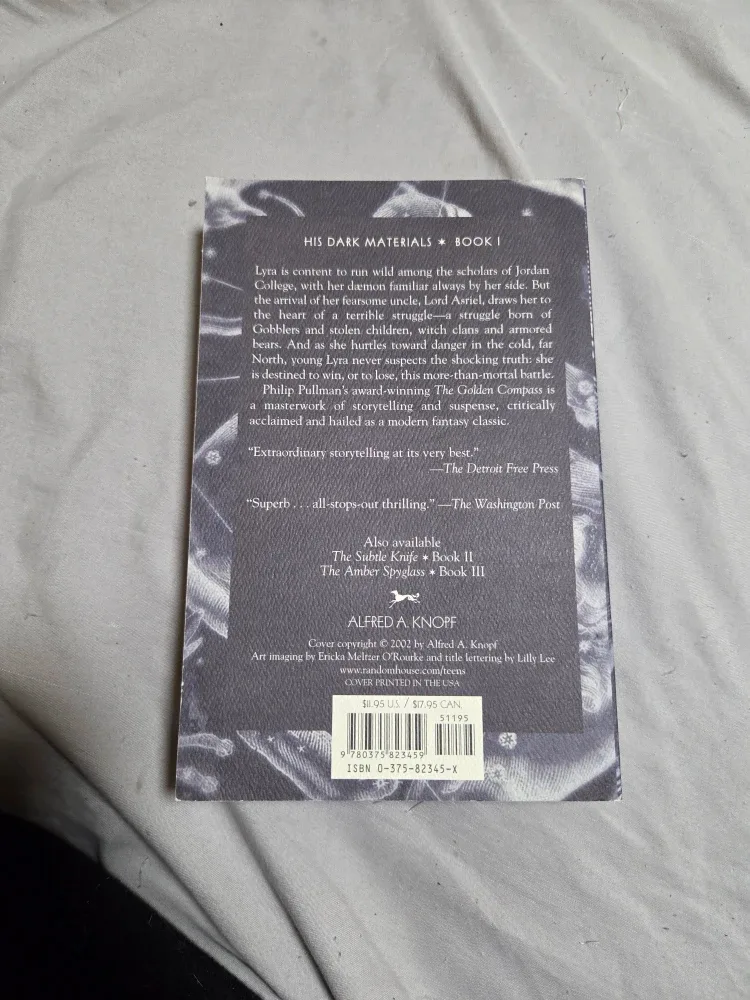 HIS DARK MATERIALS ✶ BOOK I
Lyra is content to run wild among the scholars of Jordan
College, with her dæmon familiar always by her side. But
the arrival of her fearsome uncle, Lord Asriel, draws her to
the heart of a terrible struggle—a struggle born of
Gobblers and stolen children, witch clans and armored
bears. And as she hurtles toward danger in the cold, far
North, young Lyra never suspects the shocking truth: she
is destined to win, or to lose, this more-than-mortal battle.
Philip Pullman's award-winning The Golden Compass is
a masterwork of storytelling and suspense, critically
acclaimed and hailed as a modern fantasy classic.
"Extraordinary storytelling at its very best."
—The Detroit Free Press
"Superb . . . all-stops-out thrilling." —The Washington Post
Also available
The Subtle Knife ✶ Book II
The Amber Spyglass ✶ Book III
ALFRED A. KNOPF
Cover copyright © 2002 by Alfred A. Knopf
Art imaging by Ericka Meltzer O'Rourke and title lettering by Lilly Lee
www.randomhouse.com/teens
COVER PRINTED IN THE USA
$11.95 U.S. / $17.95 CAN.
51195
9 780375 823459
ISBN 0-375-82345-X